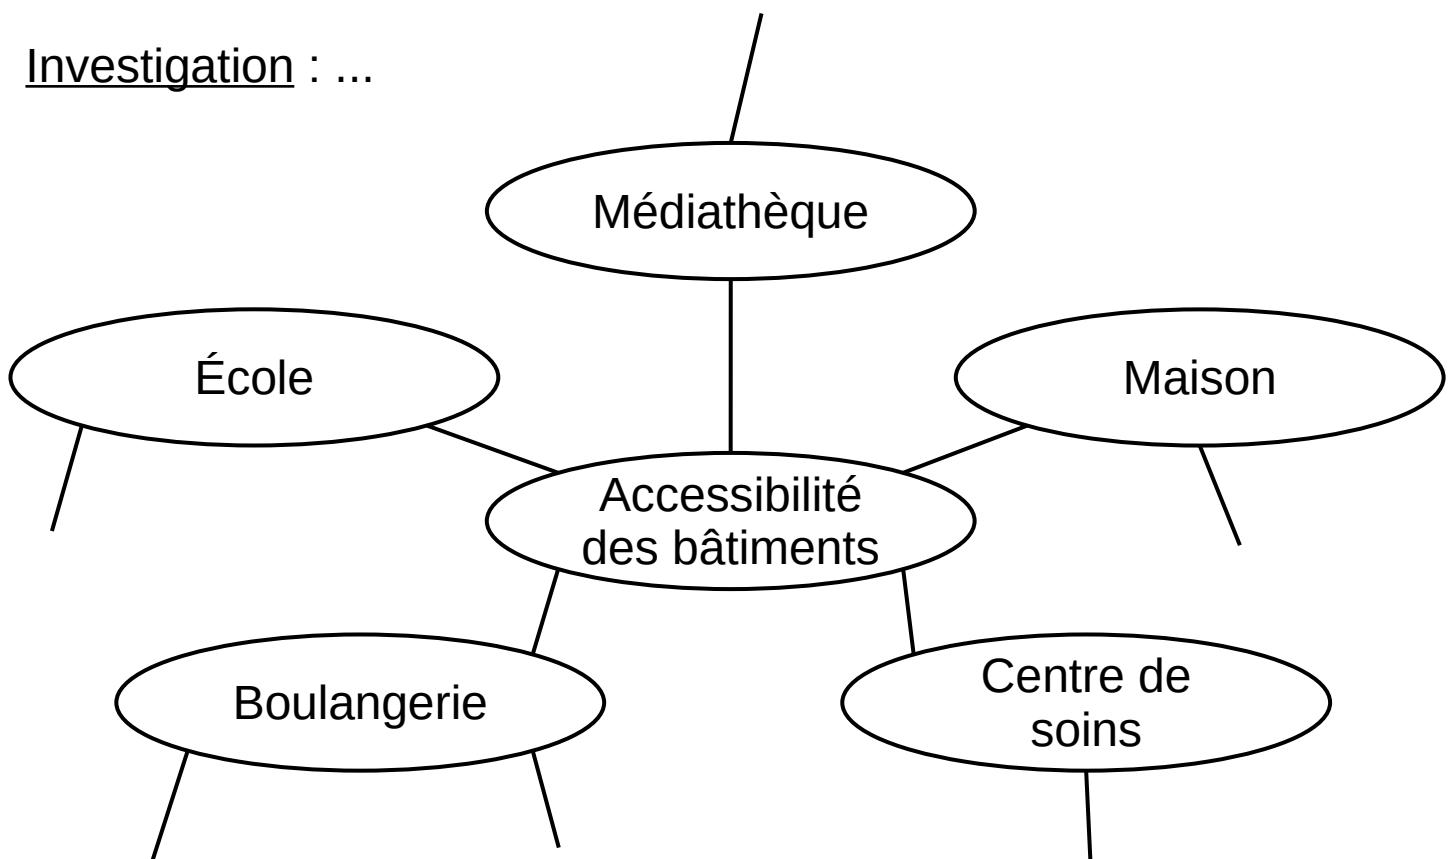 Investigation : ...
Médiathèque
École
Maison
Accessibilité
des bâtiments
Boulangerie
Centre de
soins